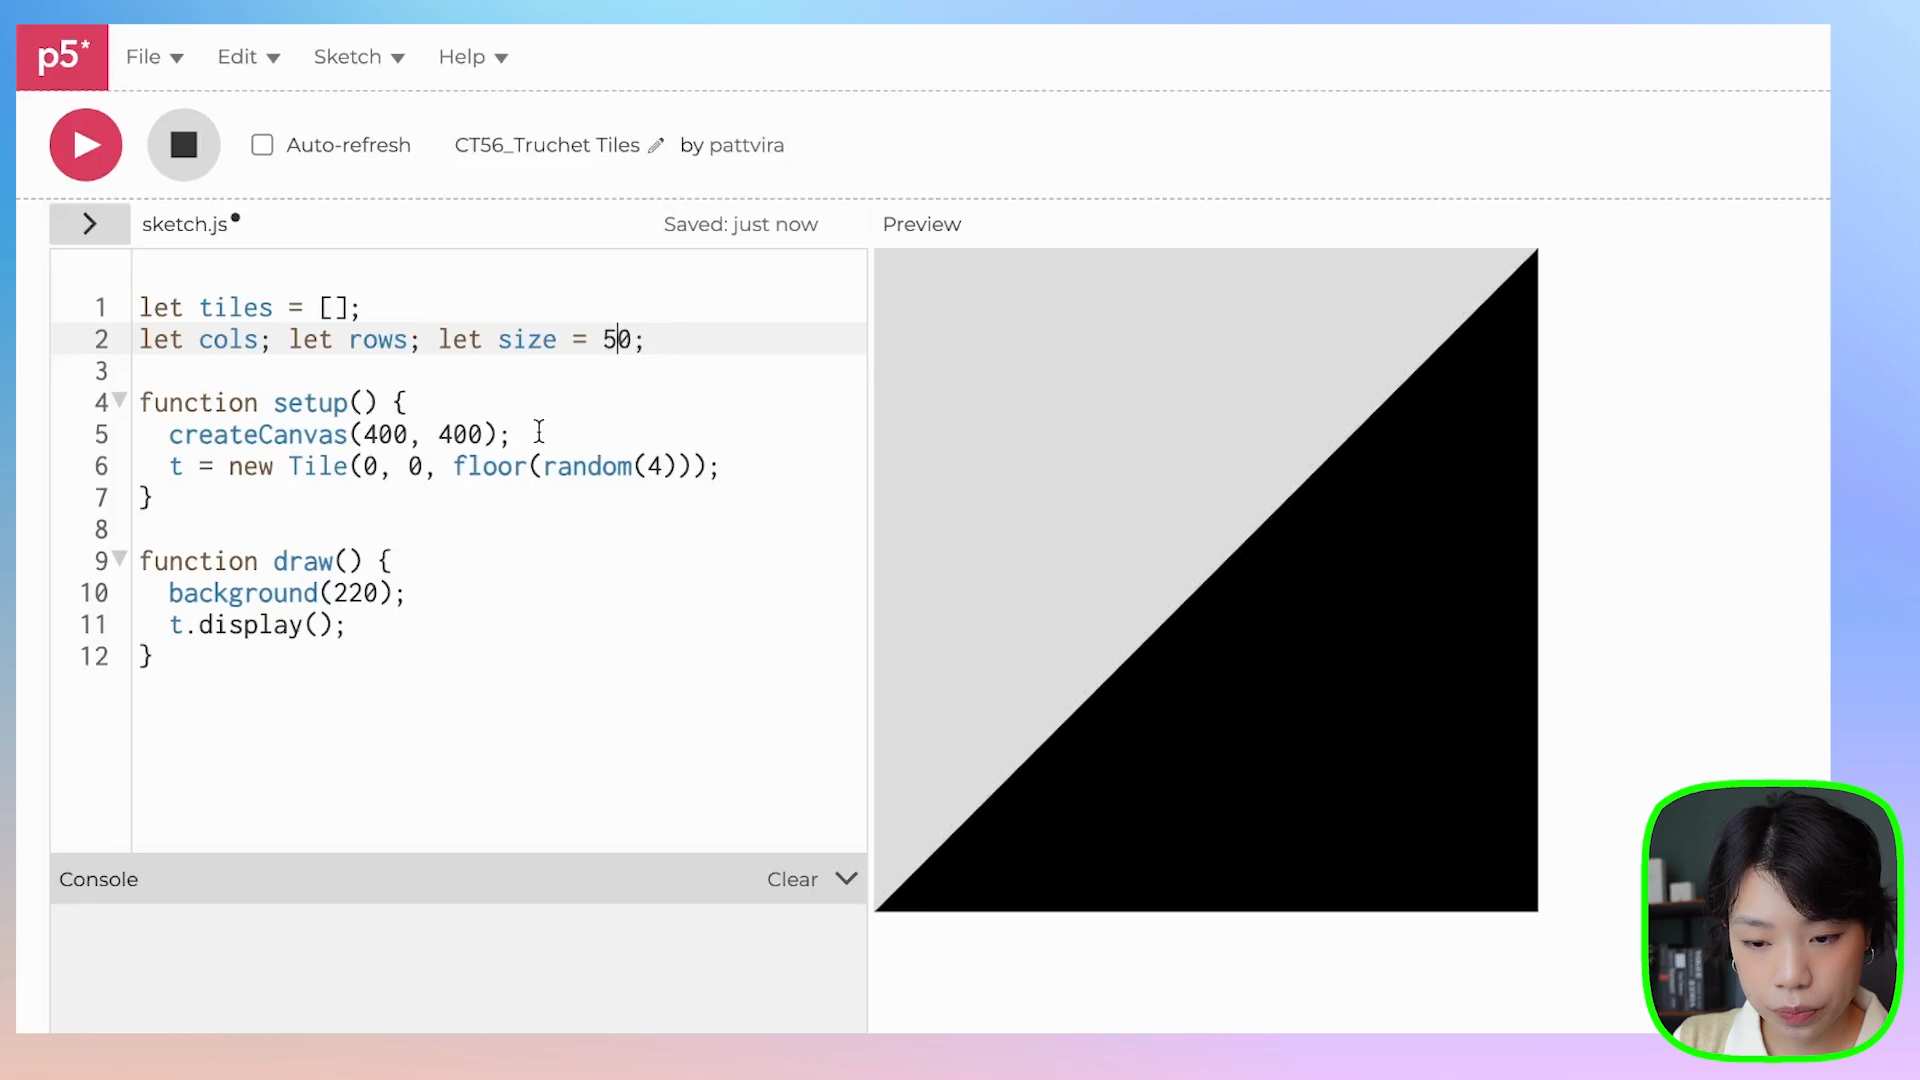 p5*
File Edit Sketch Help
Auto-refresh CT56_Truchet Tiles by pattvira
sketch.js Saved: just now Preview
1 let tiles = [];
2 let cols; let rows; let size = 50;
3
4 function setup() {
5 createCanvas(400, 400);
6 t = new Tile(0, 0, floor(random(4)));
7 }
8
9 function draw() {
10 background(220);
11 t.display();
12 }
Console Clear